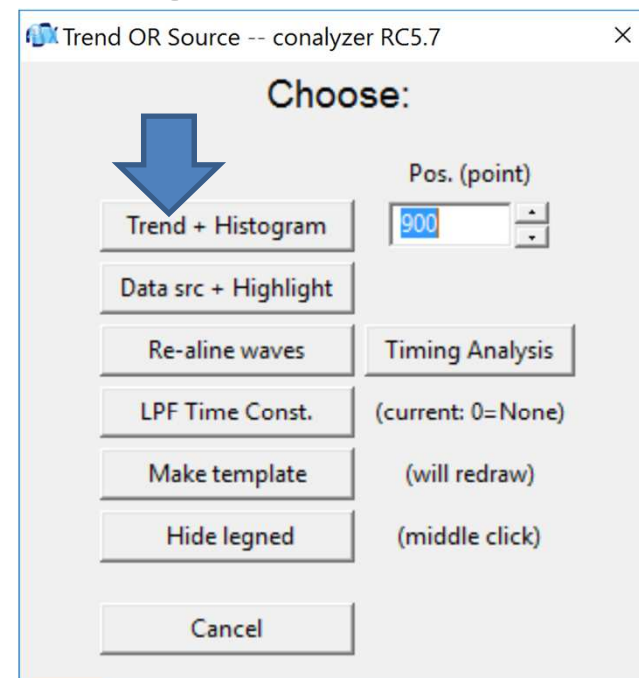 Trend OR Source -- conalyzer RC5.7
Choose:
Pos. (point)
Trend + Histogram 900
Data src + Highlight
Re-aline waves Timing Analysis
LPF Time Const. (current: 0=None)
Make template (will redraw)
Hide legned (middle click)
Cancel